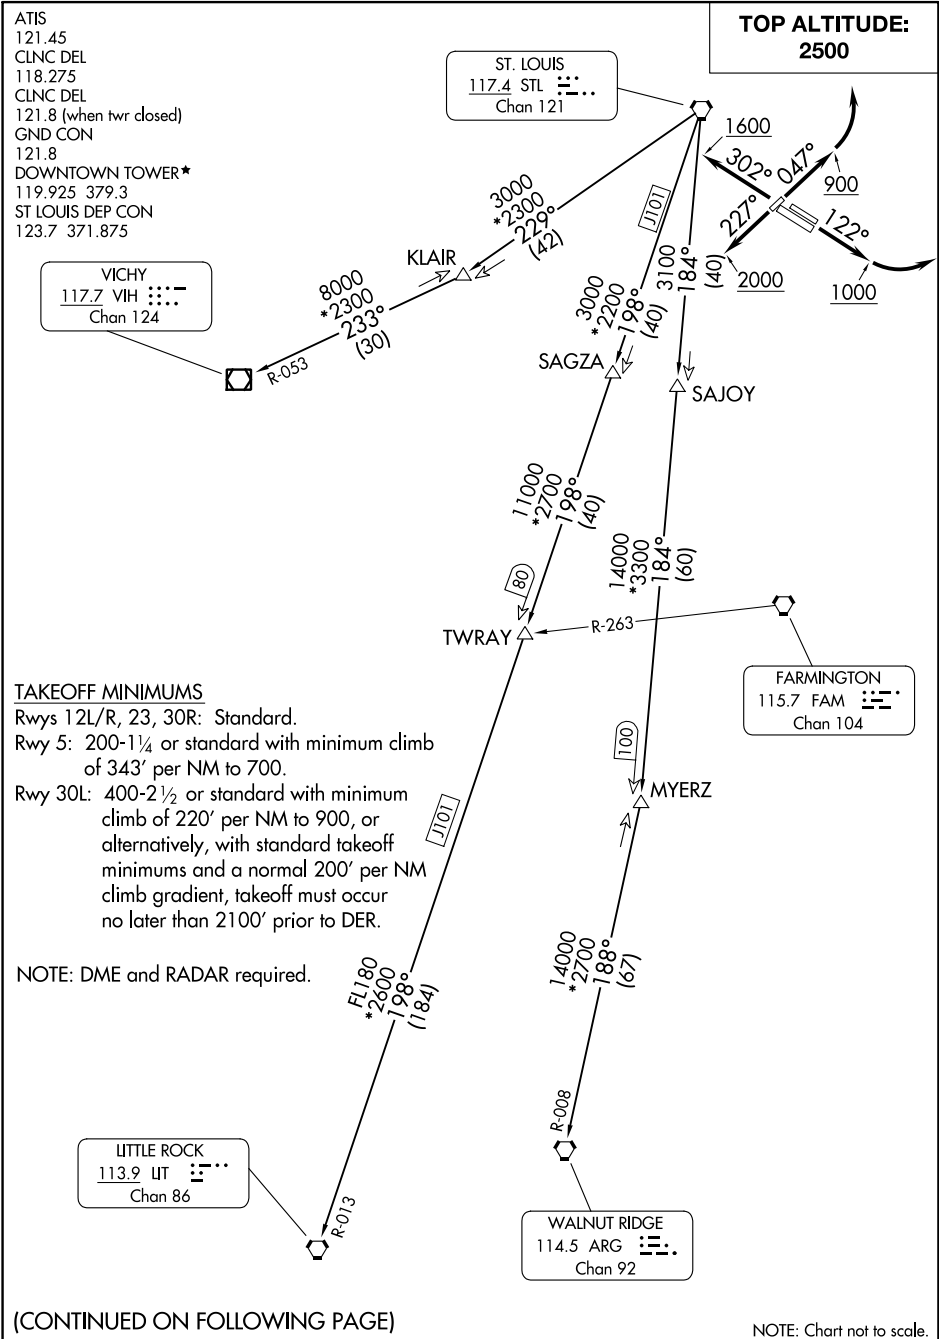 ATIS
121.45
CLNC DEL
118.275
CLNC DEL
121.8 (when twr closed)
GND CON
121.8
DOWNTOWN TOWER★
119.925 379.3
ST LOUIS DEP CON
123.7 371.875
TOP ALTITUDE:
2500
ST. LOUIS
117.4 STL
Chan 121
1600
302°
047°
900
227°
122°
2000
1000
3000
*2300
229°
(42)
J101
3100
184°
(40)
KLAIR
VICHY
117.7 VIH
Chan 124
8000
*2300
233°
(30)
R-053
3000
*2200
198°
(40)
SAGZA
SAJOY
11000
*2700
198°
(40)
14000
*3300
184°
(60)
80
TWRAY
R-263
FARMINGTON
115.7 FAM
Chan 104
100
MYERZ
TAKEOFF MINIMUMS
Rwys 12L/R, 23, 30R: Standard.
Rwy 5: 200-1¼ or standard with minimum climb
of 343' per NM to 700.
Rwy 30L: 400-2½ or standard with minimum
climb of 220' per NM to 900, or
alternatively, with standard takeoff
minimums and a normal 200' per NM
climb gradient, takeoff must occur
no later than 2100' prior to DER.
J101
NOTE: DME and RADAR required.
FL180
*2600
198°
(184)
14000
*2700
188°
(67)
R-008
LITTLE ROCK
113.9 LIT
Chan 86
R-013
WALNUT RIDGE
114.5 ARG
Chan 92
(CONTINUED ON FOLLOWING PAGE)
NOTE: Chart not to scale.